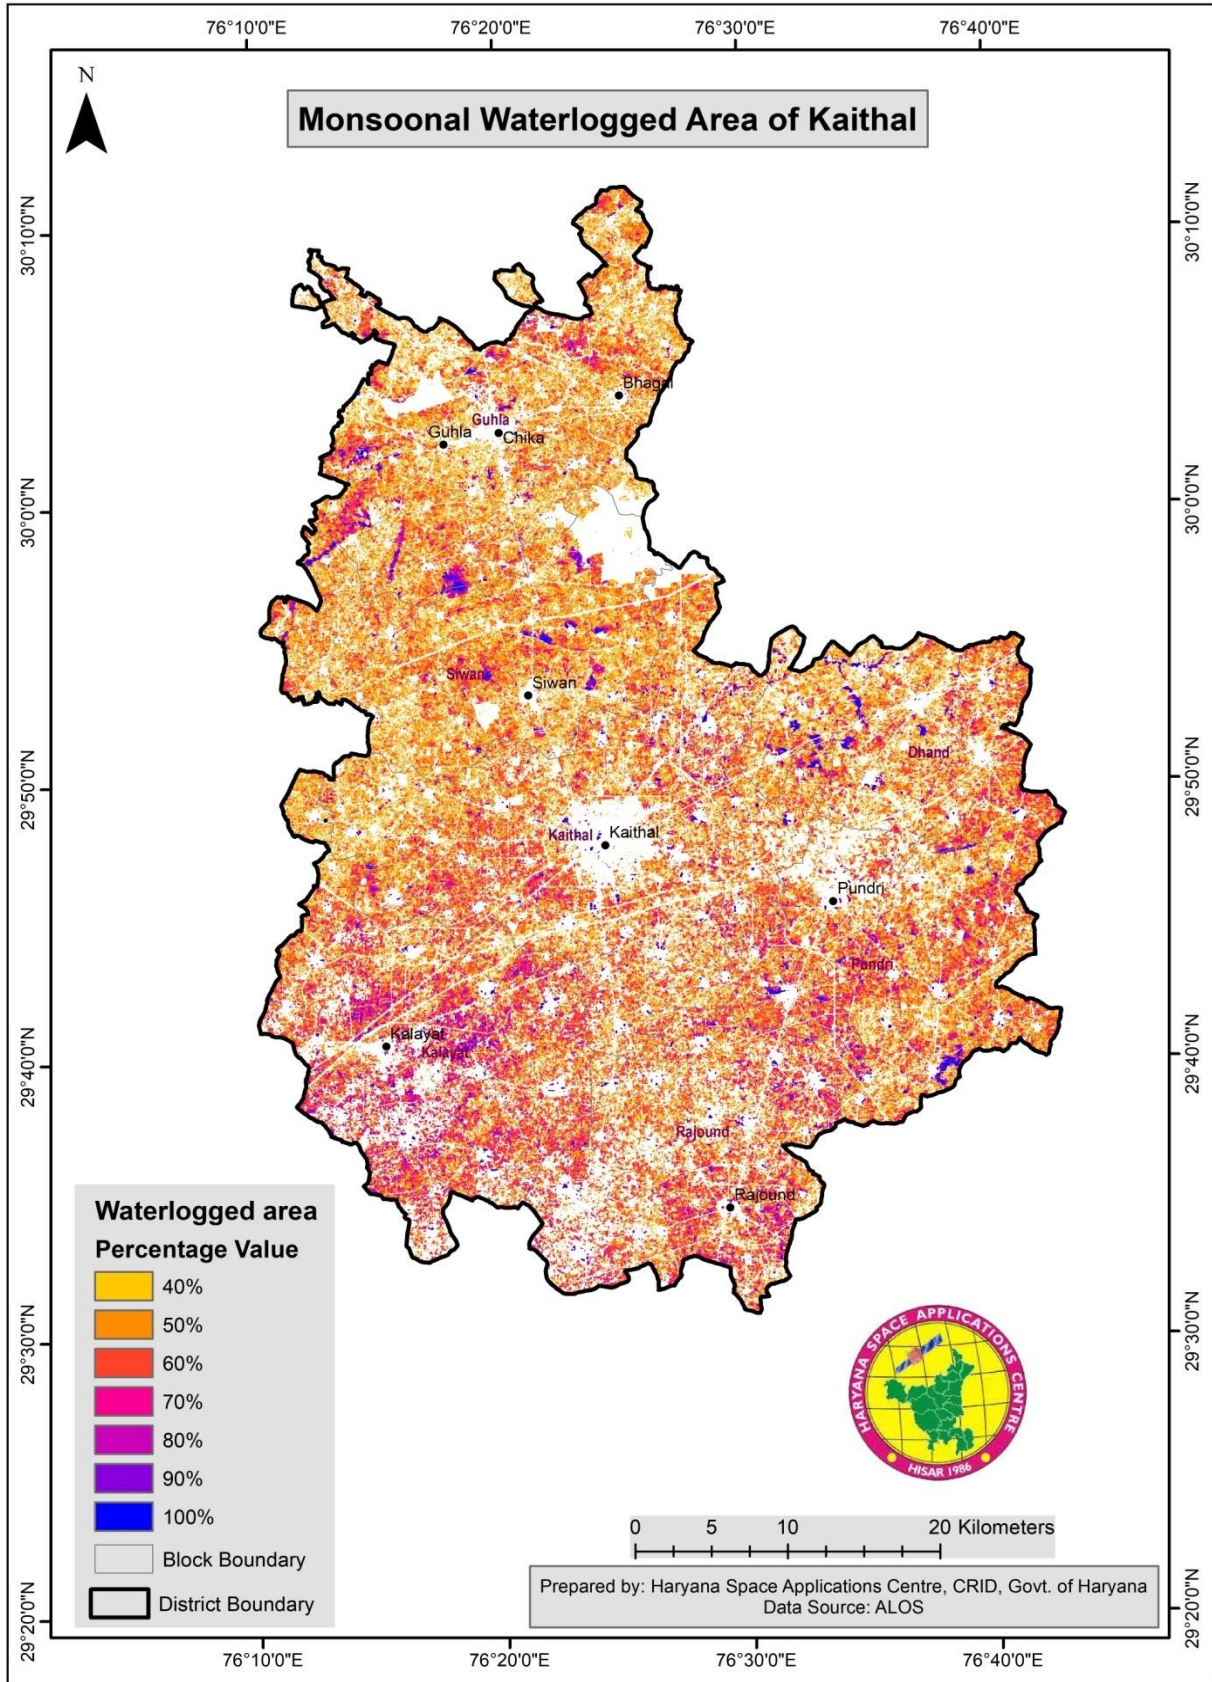 76°10'0"E 76°20'0"E 76°30'0"E 76°40'0"E
N
Monsoonal Waterlogged Area of Kaithal
30°10'0"N
30°10'0"N
Bhagal
Guhla
Guhla
Chika
30°0'0"N
30°0'0"N
Siwan
Siwan
Dhand
29°50'0"N
29°50'0"N
Kaithal
Kaithal
Pundri
Pundri
Kalayat
Kalayat
29°40'0"N
29°40'0"N
Rajound
Rajound
Waterlogged area
Percentage Value
40%
50%
60%
70%
80%
90%
100%
Block Boundary
District Boundary
29°30'0"N
29°30'0"N
HARYANA SPACE APPLICATIONS CENTRE
HISAR 1986
0 5 10 20 Kilometers
Prepared by: Haryana Space Applications Centre, CRID, Govt. of Haryana
Data Source: ALOS
29°20'0"N
29°20'0"N
76°10'0"E 76°20'0"E 76°30'0"E 76°40'0"E